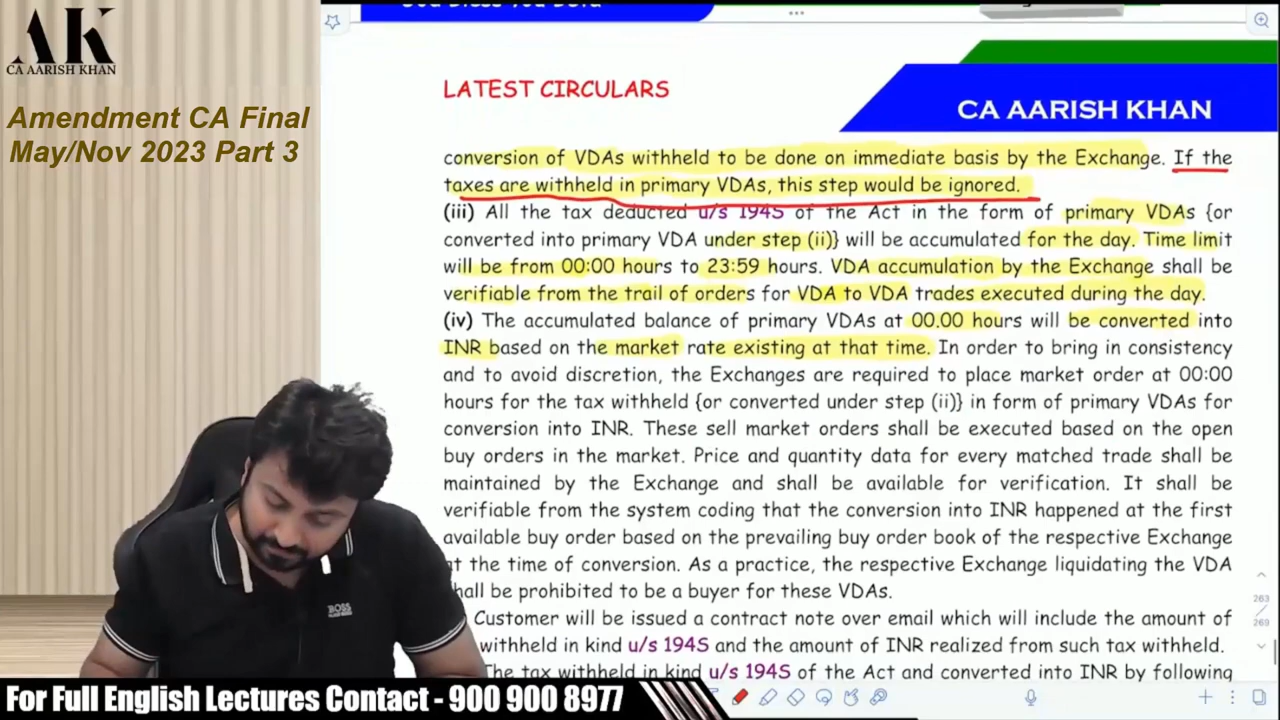 AK
CA AARISH KHAN
Amendment CA Final
May/Nov 2023 Part 3
LATEST CIRCULARS
CA AARISH KHAN
conversion of VDAs withheld to be done on immediate basis by the Exchange. If the
taxes are withheld in primary VDAs, this step would be ignored.
(iii) All the tax deducted u/s 194S of the Act in the form of primary VDAs {or
converted into primary VDA under step (ii)} will be accumulated for the day. Time limit
will be from 00:00 hours to 23:59 hours. VDA accumulation by the Exchange shall be
verifiable from the trail of orders for VDA to VDA trades executed during the day.
(iv) The accumulated balance of primary VDAs at 00.00 hours will be converted into
INR based on the market rate existing at that time. In order to bring in consistency
and to avoid discretion, the Exchanges are required to place market order at 00:00
hours for the tax withheld {or converted under step (ii)} in form of primary VDAs for
conversion into INR. These sell market orders shall be executed based on the open
buy orders in the market. Price and quantity data for every matched trade shall be
maintained by the Exchange and shall be available for verification. It shall be
verifiable from the system coding that the conversion into INR happened at the first
available buy order based on the prevailing buy order book of the respective Exchange
at the time of conversion. As a practice, the respective Exchange liquidating the VDA
shall be prohibited to be a buyer for these VDAs.
Customer will be issued a contract note over email which will include the amount of
withheld in kind u/s 194S and the amount of INR realized from such tax withheld.
The tax withheld in kind u/s 194S of the Act and converted into INR by following
263
269
BOSS
For Full English Lectures Contact - 900 900 8977